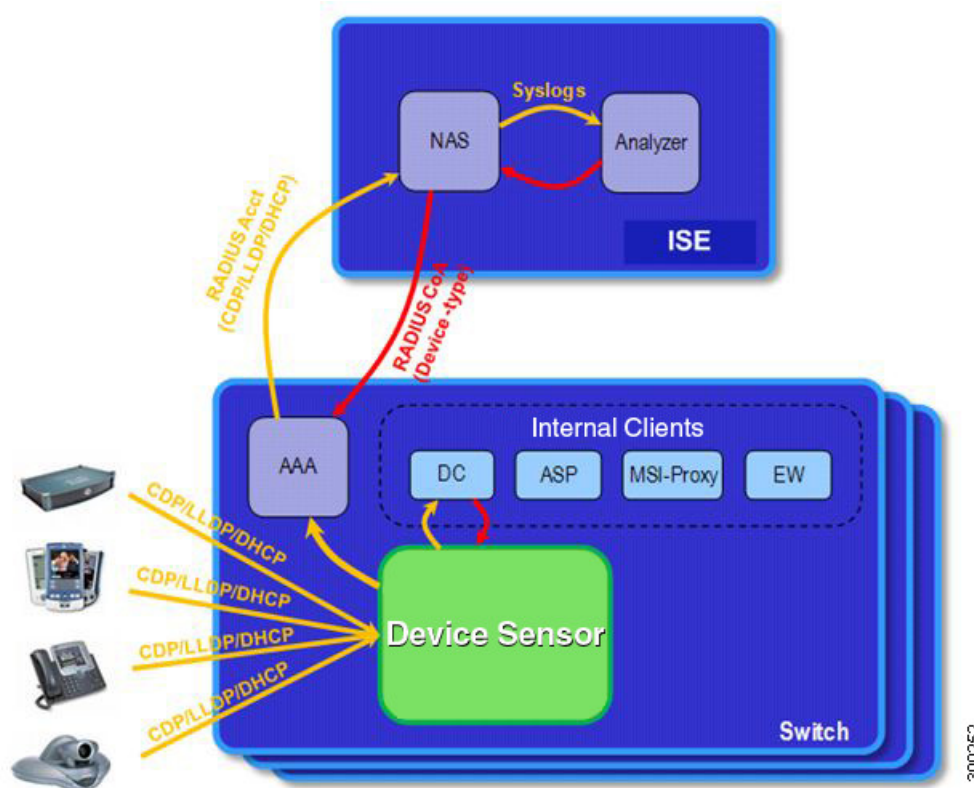 Syslogs
NAS
Analyzer
ISE
RADIUS Acct
(CDP/LLDP/DHCP)
RADIUS CoA
(Device-type)
Internal Clients
AAA
DC
ASP
MSI-Proxy
EW
CDP/LLDP/DHCP
CDP/LLDP/DHCP
CDP/LLDP/DHCP
CDP/LLDP/DHCP
Device Sensor
Switch